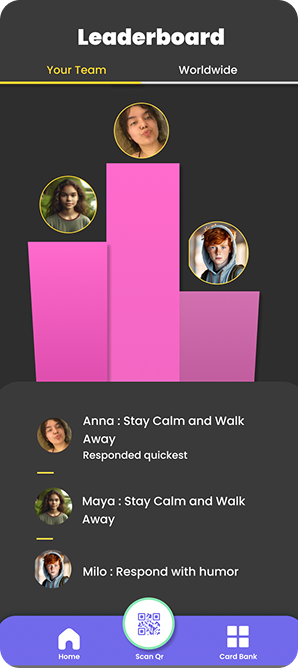 Leaderboard
Your Team
Worldwide
Anna : Stay Calm and Walk
Away
Responded quickest
Maya : Stay Calm and Walk
Away
Milo : Respond with humor
Home
Scan Qr
Card Bank